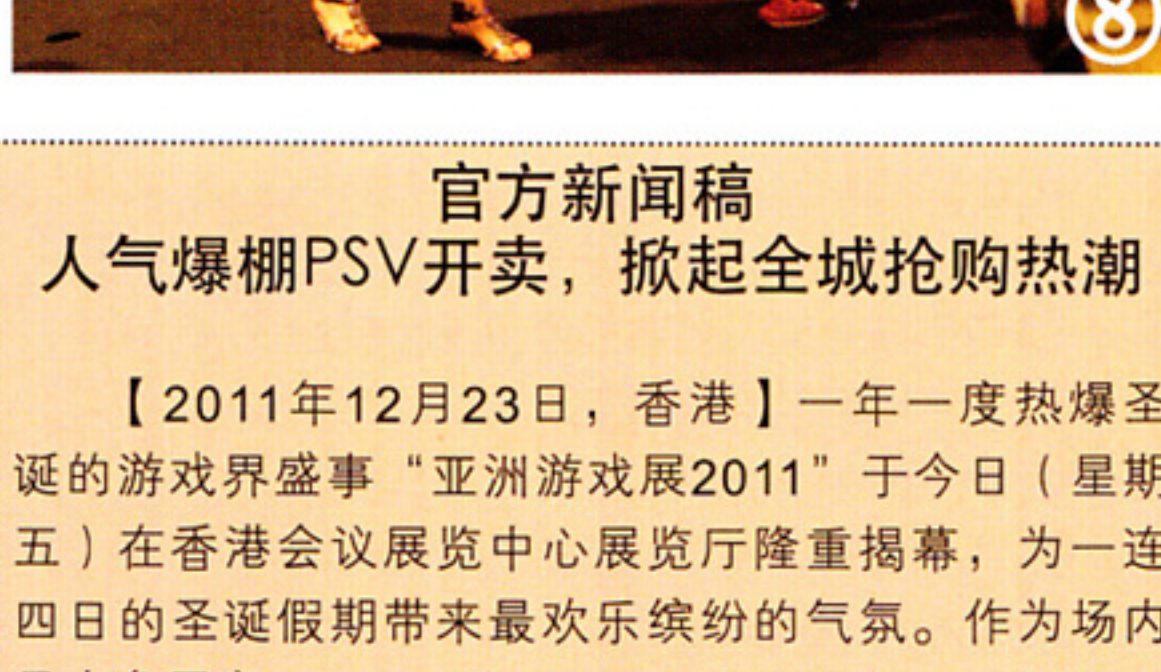 ⑧
官方新闻稿
人气爆棚PSV开卖，掀起全城抢购热潮
【2011年12月23日，香港】一年一度热爆圣
诞的游戏界盛事“亚洲游戏展2011”于今日（星期
五）在香港会议展览中心展览厅隆重揭幕，为一连
四日的圣诞假期带来最欢乐缤纷的气氛。作为场内